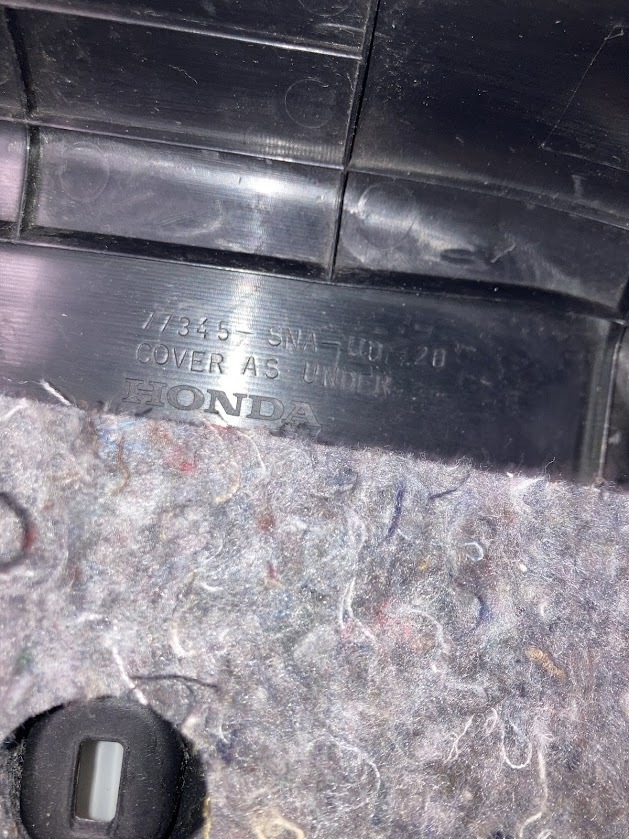 77345- SNA-
COVER AS UNDER
HONDA